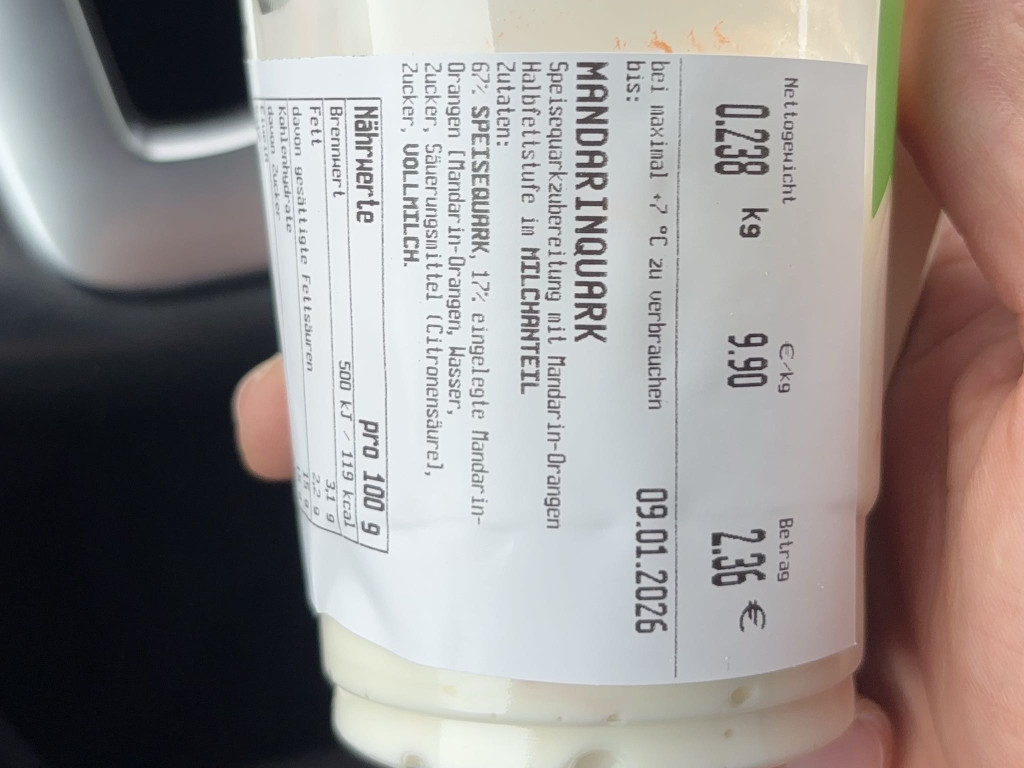 Nettogewicht €/kg Betrag
0.238 kg 9.90 2.36 €
bei maximal +7 °C zu verbrauchen
bis: 09.01.2026
MANDARINQUARK
Speisequarkzubereitung mit Mandarin-Orangen
Halbfettstufe im MILCHANTEIL
Zutaten:
67% SPEISEQUARK, 17% eingelegte Mandarin-
Orangen [Mandarin-Orangen, Wasser,
Zucker, Säuerungsmittel (Citronensäure],
Zucker, VOLLMILCH.
Nährwerte pro 100 g
Brennwert 500 kJ / 119 kcal
Fett 3,1 g
davon gesättigte Fettsäuren 2,2 g
Kohlenhydrate 15 g
davon Zucker